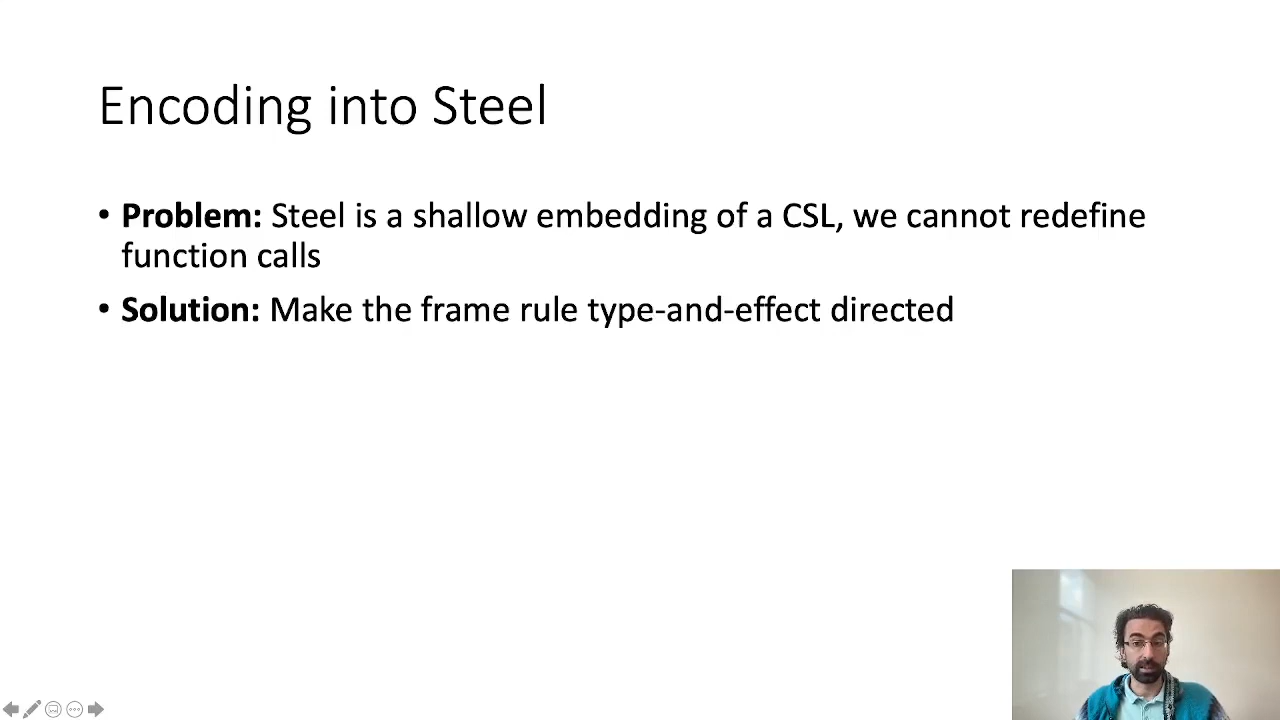 Encoding into Steel
• Problem: Steel is a shallow embedding of a CSL, we cannot redefine
function calls
• Solution: Make the frame rule type-and-effect directed